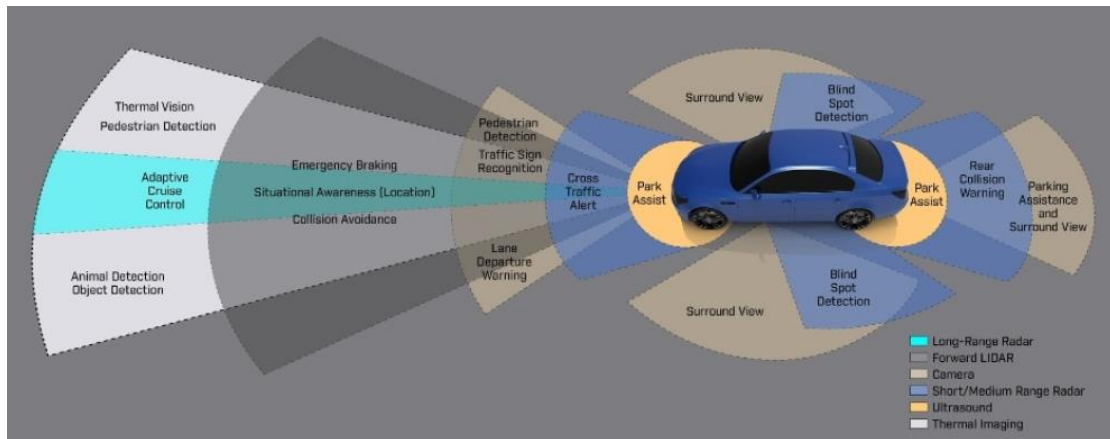 Thermal Vision
Pedestrian Detection
Adaptive
Cruise
Control
Animal Detection
Object Detection
Emergency Braking
Situational Awareness (Location)
Collision Avoidance
Pedestrian
Detection
Traffic Sign
Recognition
Lane
Departure
Warning
Cross
Traffic
Alert
Park
Assist
Surround View
Blind
Spot
Detection
Surround View
Blind
Spot
Detection
Park
Assist
Rear
Collision
Warning
Parking
Assistance
and
Surround View
Long-Range Radar
Forward LIDAR
Camera
Short/Medium Range Radar
Ultrasound
Thermal Imaging